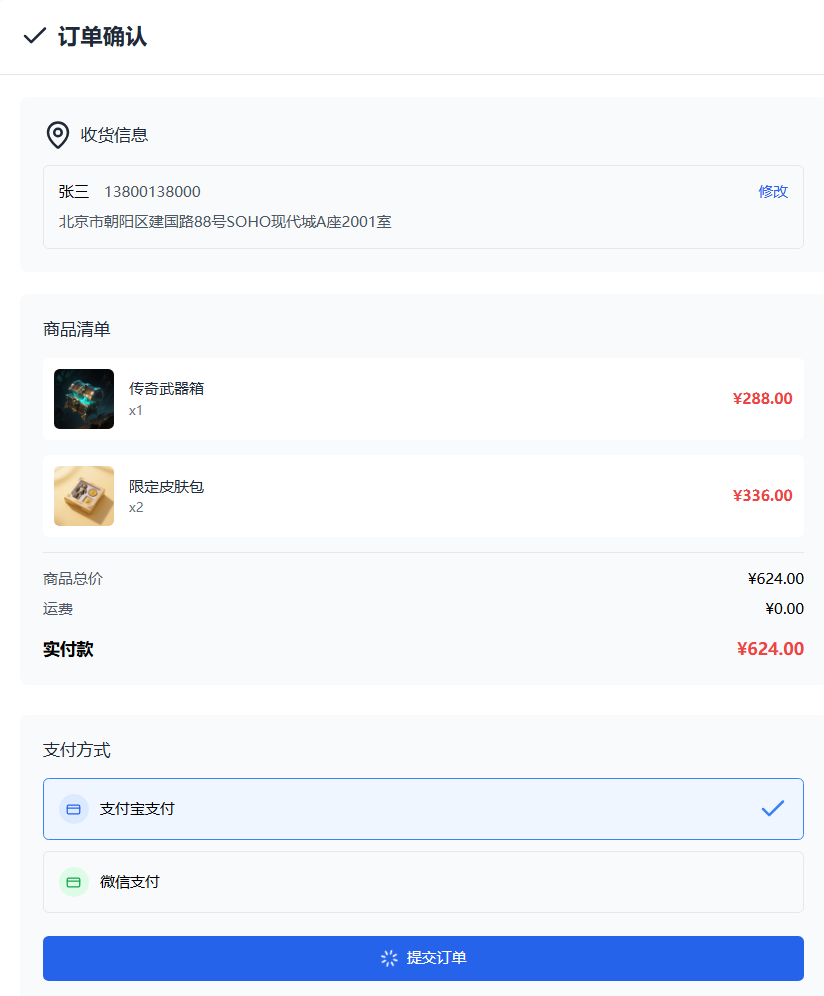 订单确认
收货信息
张三 13800138000 修改
北京市朝阳区建国路88号SOHO现代城A座2001室
商品清单
传奇武器箱
x1
¥288.00
限定皮肤包
x2
¥336.00
商品总价 ¥624.00
运费 ¥0.00
实付款 ¥624.00
支付方式
支付宝支付
微信支付
提交订单